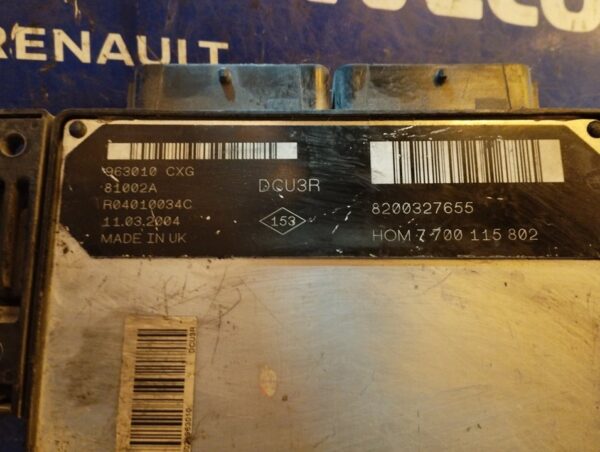 RENAULT
963010 CXG
81002A
R04010034C
11.03.2004
MADE IN UK
DCU3R
153
8200327655
HOM 7 700 115 802
DCU3R